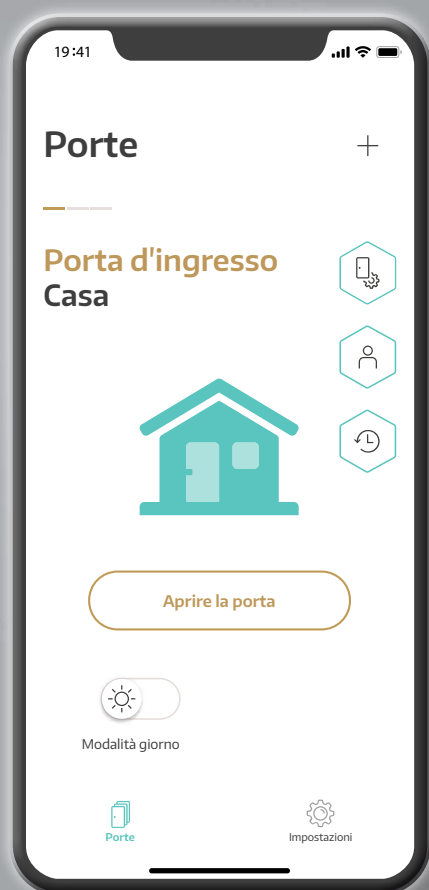 19:41
Porte
Porta d'ingresso
Casa
Aprire la porta
Modalità giorno
Porte
Impostazioni